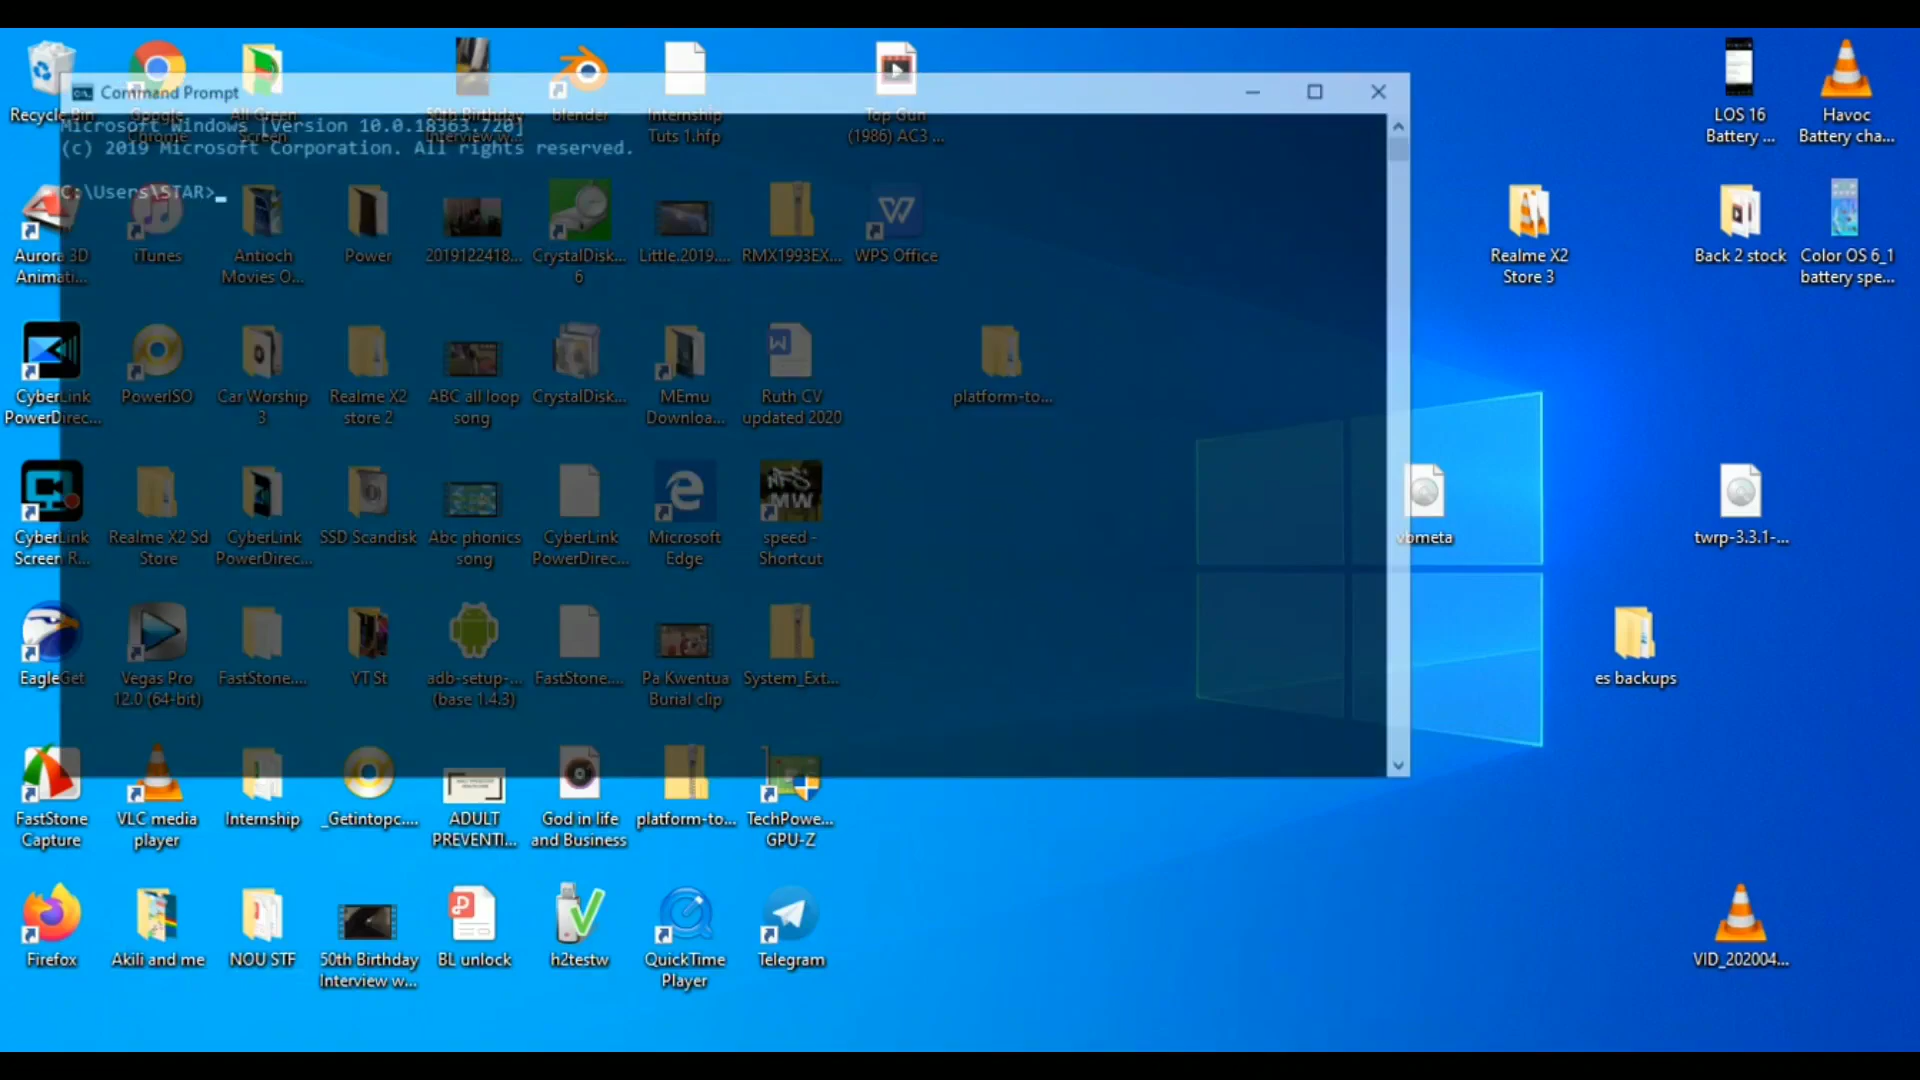 Command Prompt
Microsoft Windows [Version 10.0.18363.720]
(c) 2019 Microsoft Corporation. All rights reserved.
C:\Users\STAR>
Recycle Bin
Google
Chrome
All Green
Screen
50th Birthday
Interview w...
blender
Internship
Tuts 1.hfp
Top Gun
(1986) AC3 ...
LOS 16
Battery ...
Havoc
Battery cha...
Aurora 3D
Animati...
iTunes
Antioch
Movies O...
Power
2019122418...
CrystalDisk...
6
Little.2019....
RMX1993EX...
WPS Office
Realme X2
Store 3
Back 2 stock
Color OS 6_1
battery spe...
CyberLink
PowerDirec...
PowerISO
Car Worship
3
Realme X2
store 2
ABC all loop
song
CrystalDisk...
MEmu
Downloa...
Ruth CV
updated 2020
platform-to...
CyberLink
Screen R...
Realme X2 Sd
Store
CyberLink
PowerDirec...
SSD Scandisk
Abc phonics
song
CyberLink
PowerDirec...
Microsoft
Edge
NFS
MW
speed -
Shortcut
vbmeta
twrp-3.3.1-...
EagleGet
Vegas Pro
12.0 (64-bit)
FastStone....
YT St
adb-setup-...
(base 1.4.3)
FastStone....
Pa Kwentua
Burial clip
System_Ext...
es backups
FastStone
Capture
VLC media
player
Internship
_Getintopc....
ADULT
PREVENTI...
God in life
and Business
platform-to...
TechPowe...
GPU-Z
Firefox
Akili and me
NOU STF
50th Birthday
Interview w...
BL unlock
h2testw
QuickTime
Player
Telegram
VID_202004...